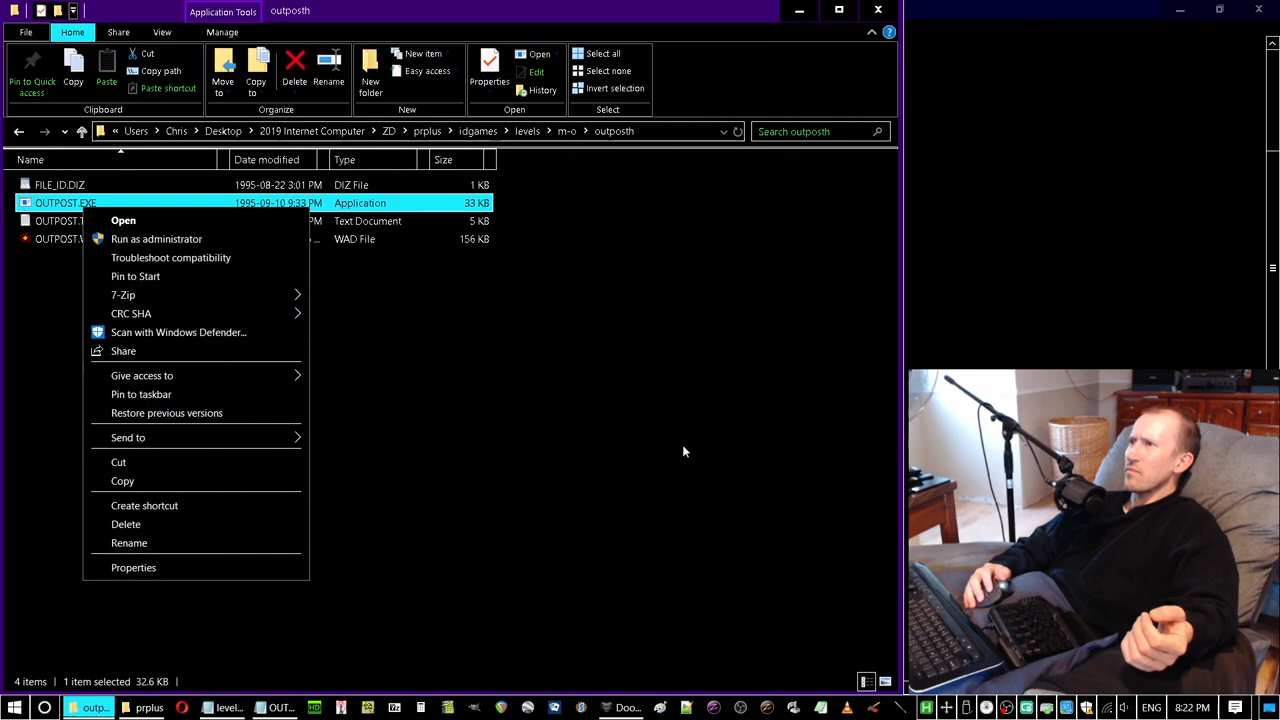 Application Tools
outposth
File
Home
Share
View
Manage
Pin to Quick access
Copy
Paste
Cut
Copy path
Paste shortcut
Clipboard
Move to
Copy to
Delete
Rename
Organize
New folder
New item
Easy access
New
Properties
Open
Edit
History
Open
Select all
Select none
Invert selection
Select
« Users > Chris > Desktop > 2019 Internet Computer > ZD > prplus > idgames > levels > m-o > outposth
Search outposth
Name Date modified Type Size
FILE_ID.DIZ 1995-08-22 3:01 PM DIZ File 1 KB
OUTPOST.EXE 1995-09-10 9:33 PM Application 33 KB
OUTPOST.T PM Text Document 5 KB
OUTPOST.W ... WAD File 156 KB
Open
Run as administrator
Troubleshoot compatibility
Pin to Start
7-Zip
CRC SHA
Scan with Windows Defender...
Share
Give access to
Pin to taskbar
Restore previous versions
Send to
Cut
Copy
Create shortcut
Delete
Rename
Properties
4 items 1 item selected 32.6 KB
outp... prplus level... OUT... Doo... ENG 8:22 PM